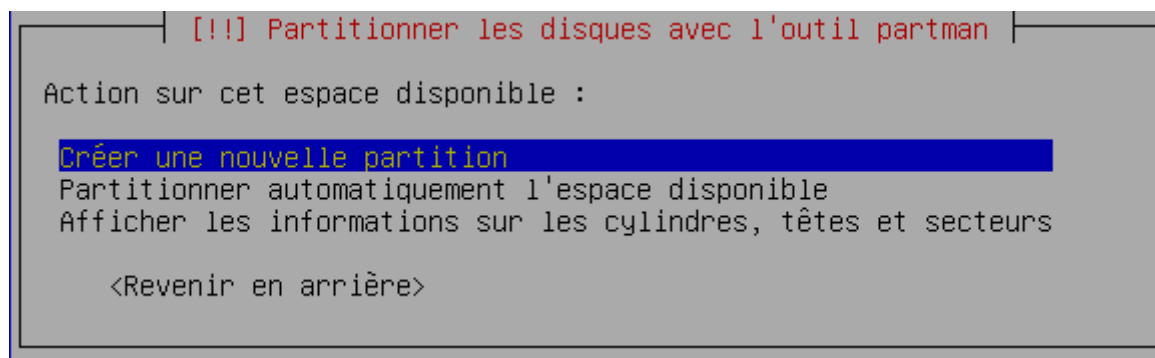 [!!] Partitionner les disques avec l'outil partman
Action sur cet espace disponible :
Créer une nouvelle partition
Partitionner automatiquement l'espace disponible
Afficher les informations sur les cylindres, têtes et secteurs
<Revenir en arrière>